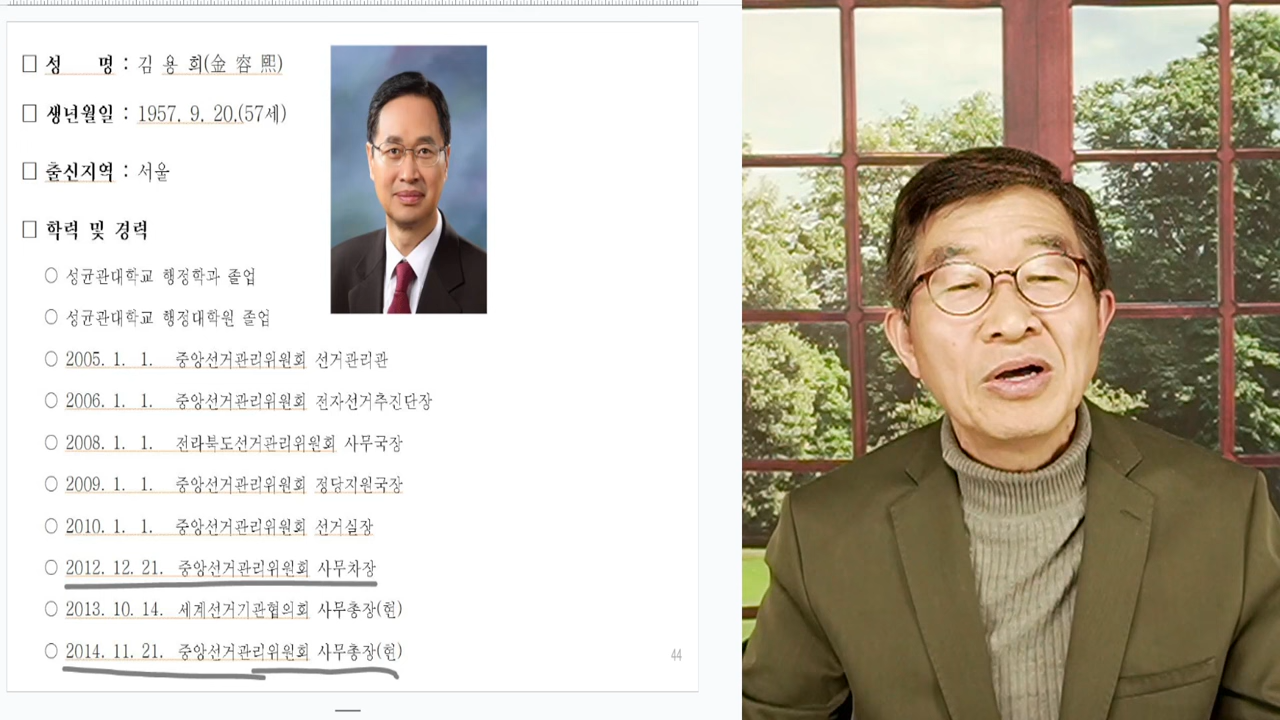 □ 성 명 : 김 용 희(金 容 熙)
□ 생년월일 : 1957. 9. 20.(57세)
□ 출신지역 : 서울
□ 학력 및 경력
○ 성균관대학교 행정학과 졸업
○ 성균관대학교 행정대학원 졸업
○ 2005. 1. 1. 중앙선거관리위원회 선거관리관
○ 2006. 1. 1. 중앙선거관리위원회 전자선거추진단장
○ 2008. 1. 1. 전라북도선거관리위원회 사무국장
○ 2009. 1. 1. 중앙선거관리위원회 정당지원국장
○ 2010. 1. 1. 중앙선거관리위원회 선거실장
○ 2012. 12. 21. 중앙선거관리위원회 사무차장
○ 2013. 10. 14. 세계선거기관협의회 사무총장(현)
○ 2014. 11. 21. 중앙선거관리위원회 사무총장(현)
44